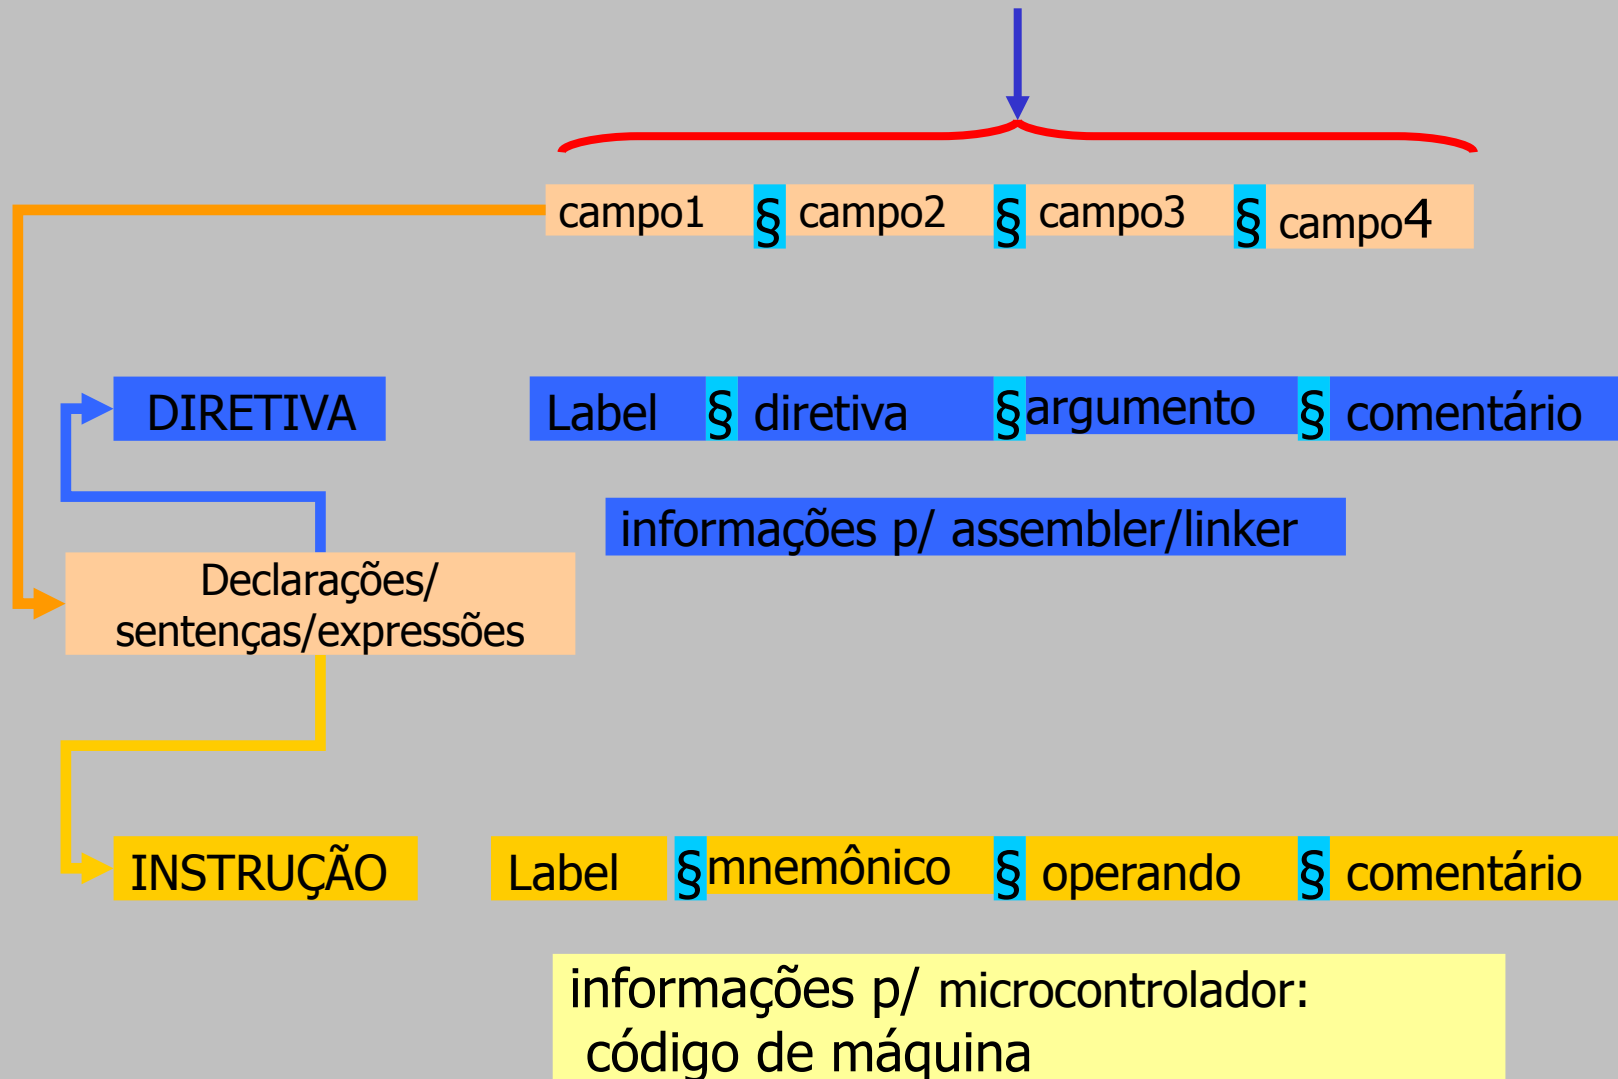 campo1 § campo2 § campo3 § campo4
DIRETIVA Label § diretiva § argumento § comentário
informações p/ assembler/linker
Declarações/
sentenças/expressões
INSTRUÇÃO Label § mnemônico § operando § comentário
informações p/ microcontrolador:
código de máquina